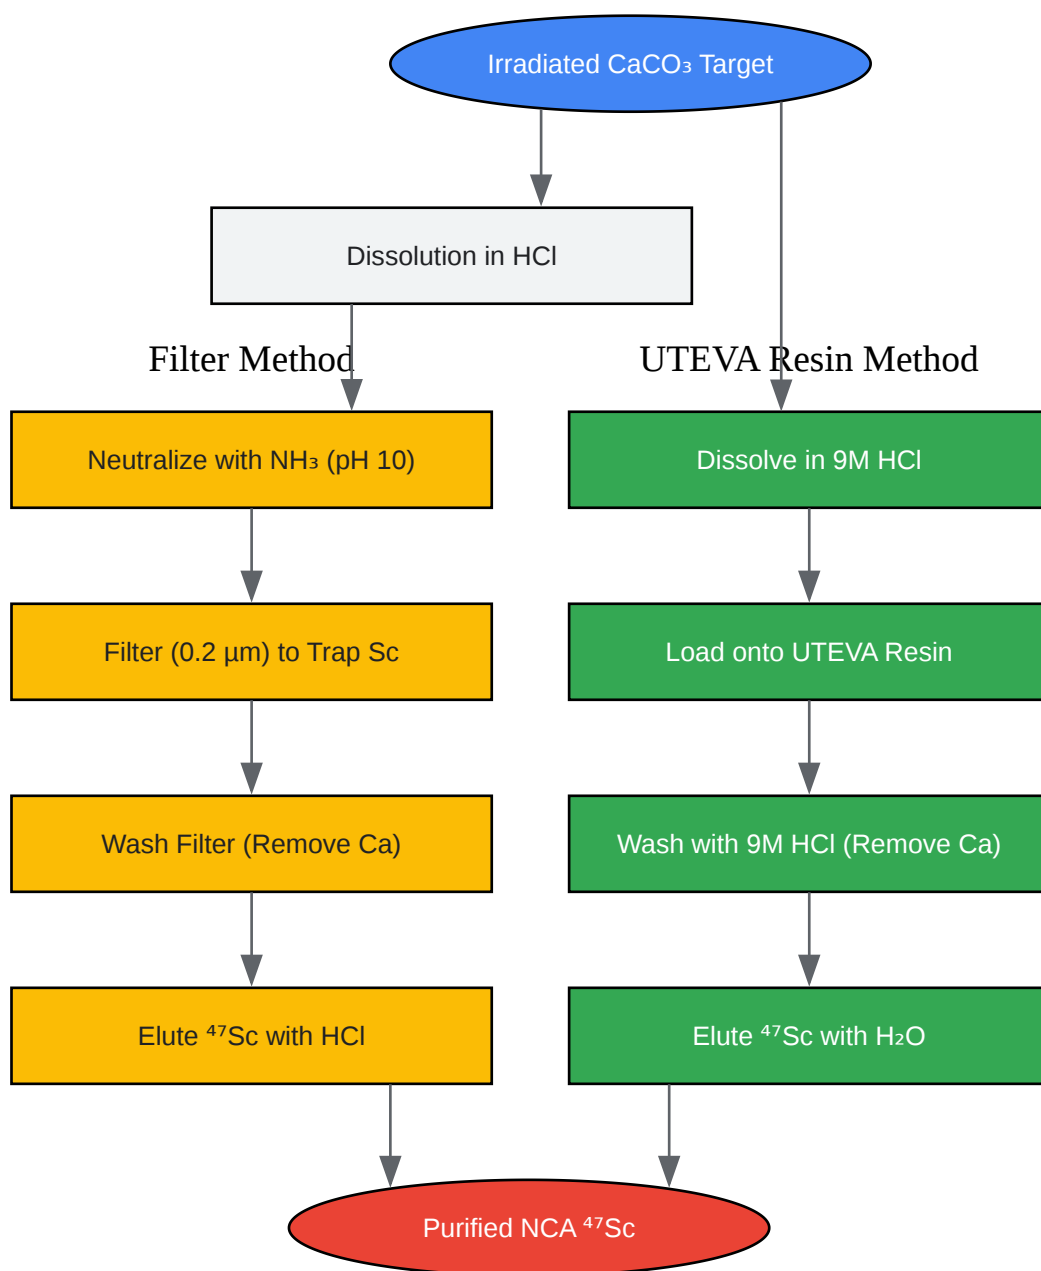 Irradiated CaCO₃ Target
Dissolution in HCl
Filter Method
UTEVA Resin Method
Neutralize with NH₃ (pH 10)
Dissolve in 9M HCl
Filter (0.2 µm) to Trap Sc
Load onto UTEVA Resin
Wash Filter (Remove Ca)
Wash with 9M HCl (Remove Ca)
Elute ⁴⁷Sc with HCl
Elute ⁴⁷Sc with H₂O
Purified NCA ⁴⁷Sc